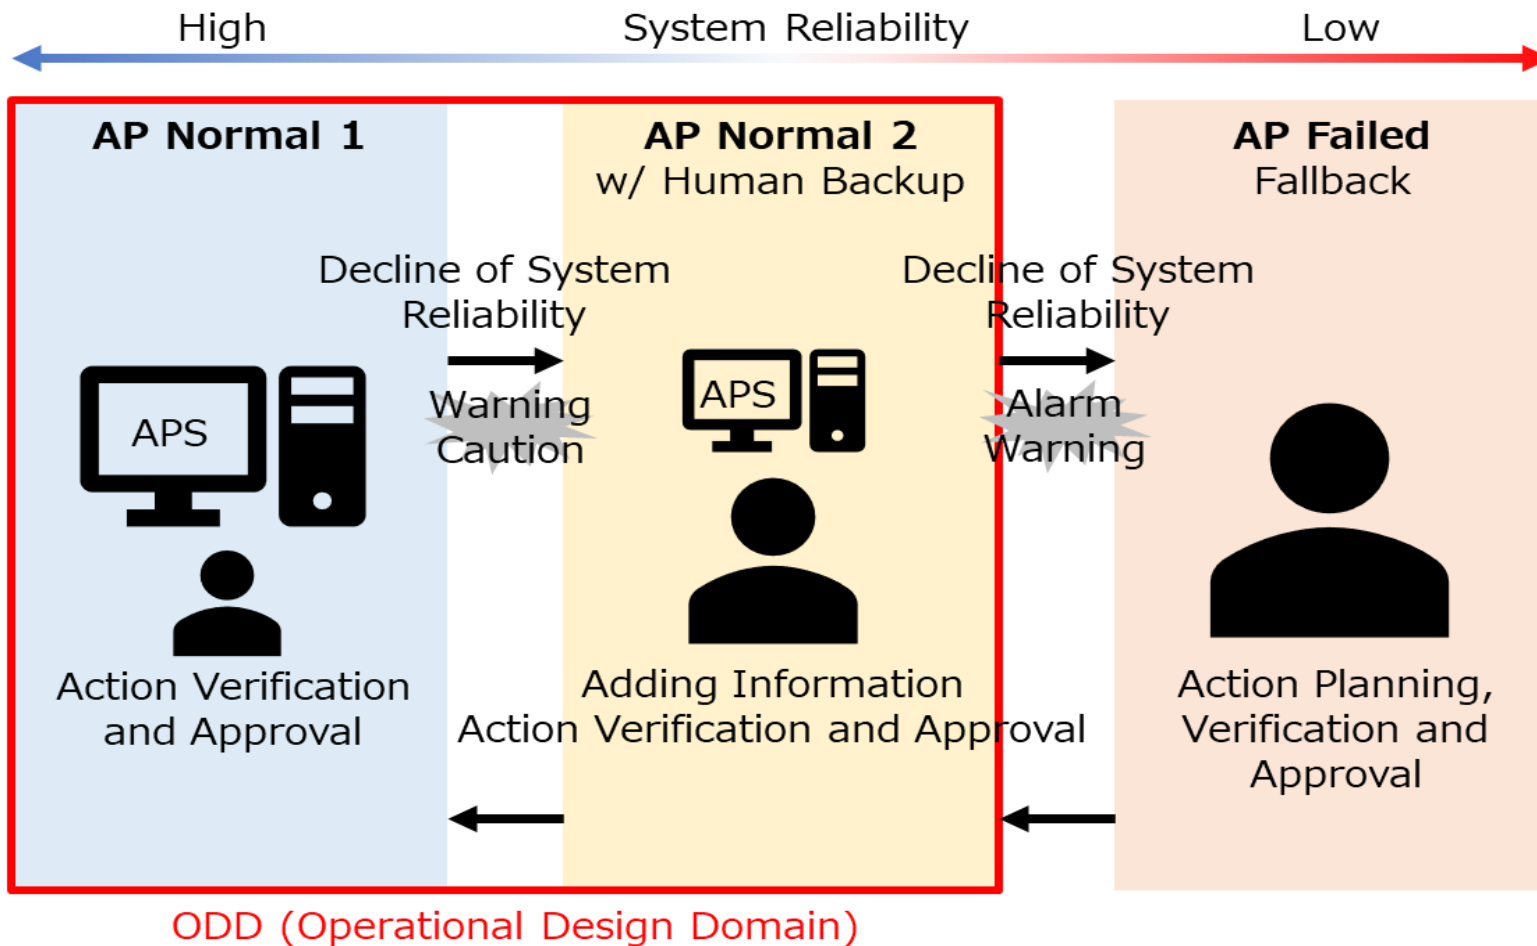 High
System Reliability
Low
AP Normal 1
AP Normal 2
w/ Human Backup
AP Failed
Fallback
Decline of System
Reliability
Warning
Caution
Decline of System
Reliability
Alarm
Warning
APS
APS
Action Verification
and Approval
Adding Information
Action Verification and Approval
Action Planning,
Verification and
Approval
ODD (Operational Design Domain)